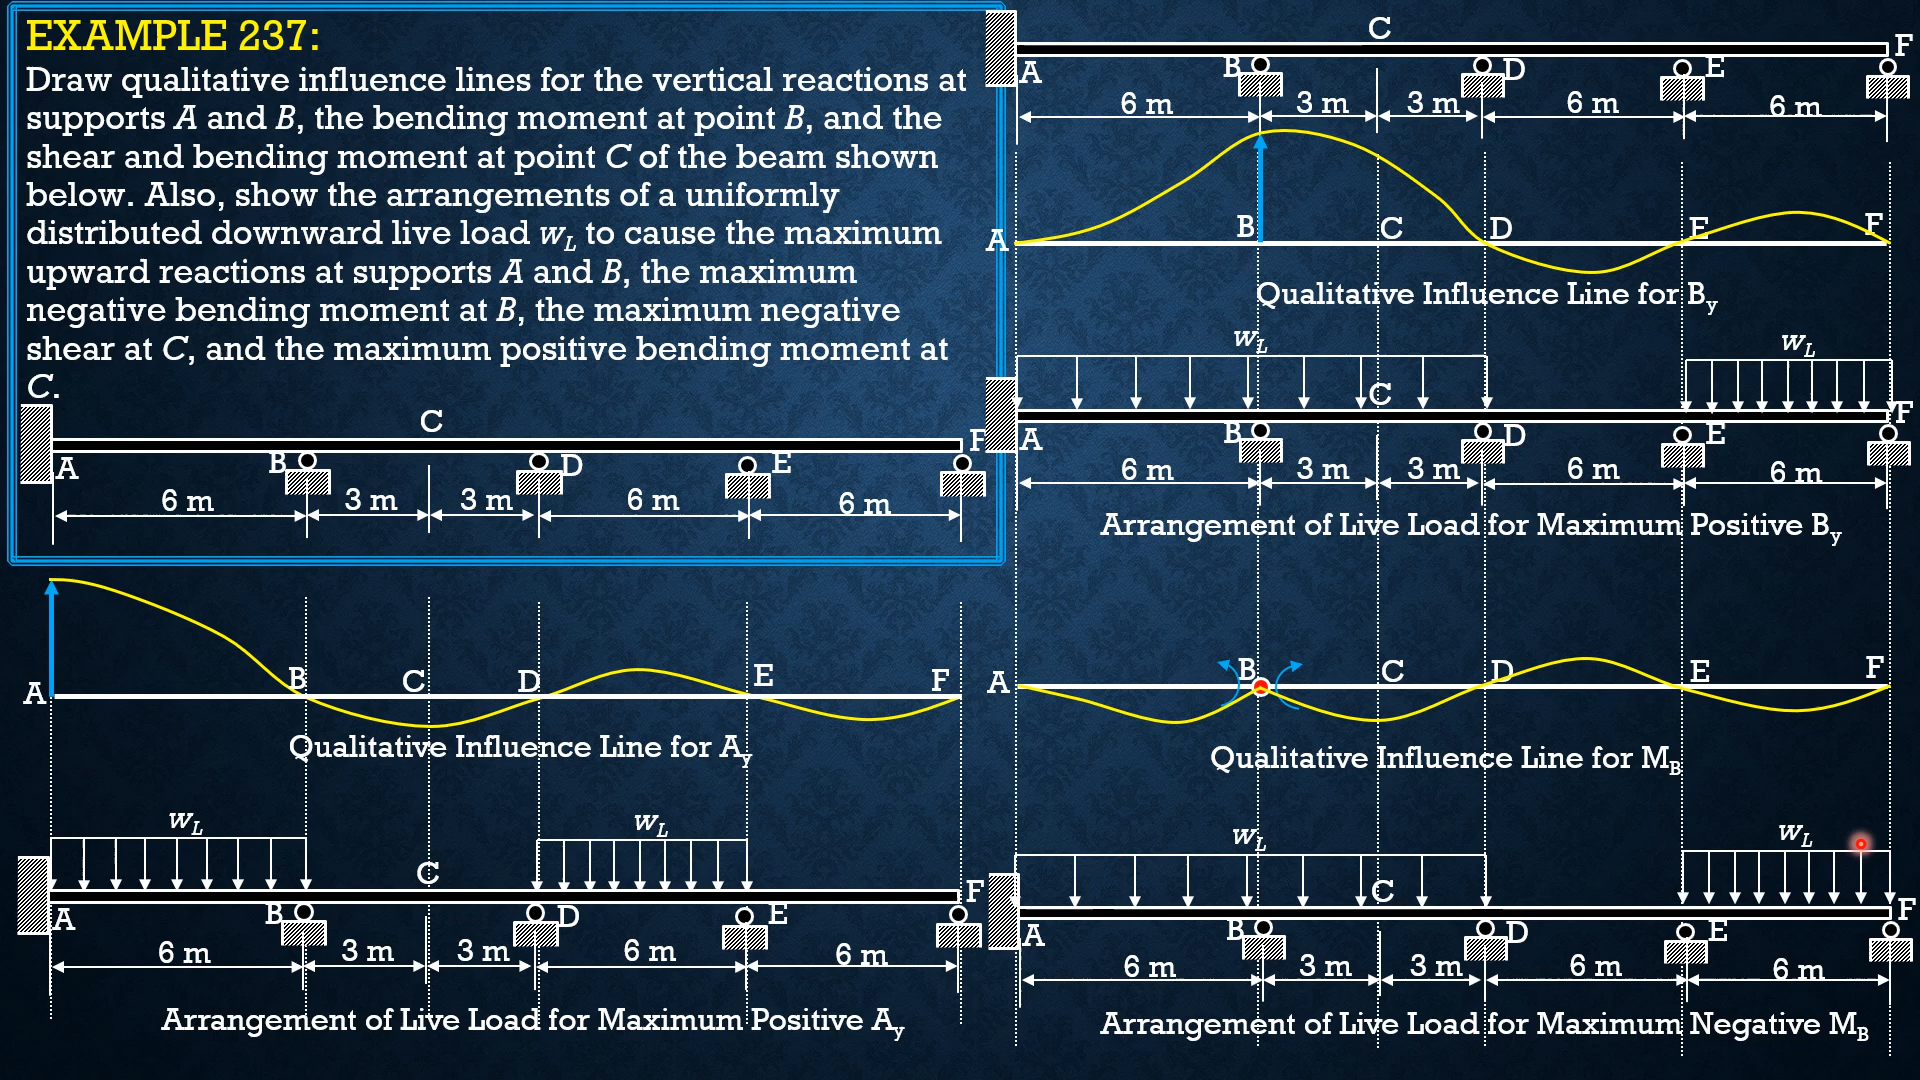 EXAMPLE 237:
Draw qualitative influence lines for the vertical reactions at
supports A and B, the bending moment at point B, and the
shear and bending moment at point C of the beam shown
below. Also, show the arrangements of a uniformly
distributed downward live load wL to cause the maximum
upward reactions at supports A and B, the maximum
negative bending moment at B, the maximum negative
shear at C, and the maximum positive bending moment at
C.
C
A B D E F
6 m 3 m 3 m 6 m 6 m
A B C D E F
Qualitative Influence Line for Ay
wL wL
C
A B D E F
6 m 3 m 3 m 6 m 6 m
Arrangement of Live Load for Maximum Positive Ay
C
A B D E F
6 m 3 m 3 m 6 m 6 m
A B C D E F
Qualitative Influence Line for By
wL wL
C
A B D E F
6 m 3 m 3 m 6 m 6 m
Arrangement of Live Load for Maximum Positive By
A B C D E F
Qualitative Influence Line for MB
wL wL
C
A B D E F
6 m 3 m 3 m 6 m 6 m
Arrangement of Live Load for Maximum Negative MB